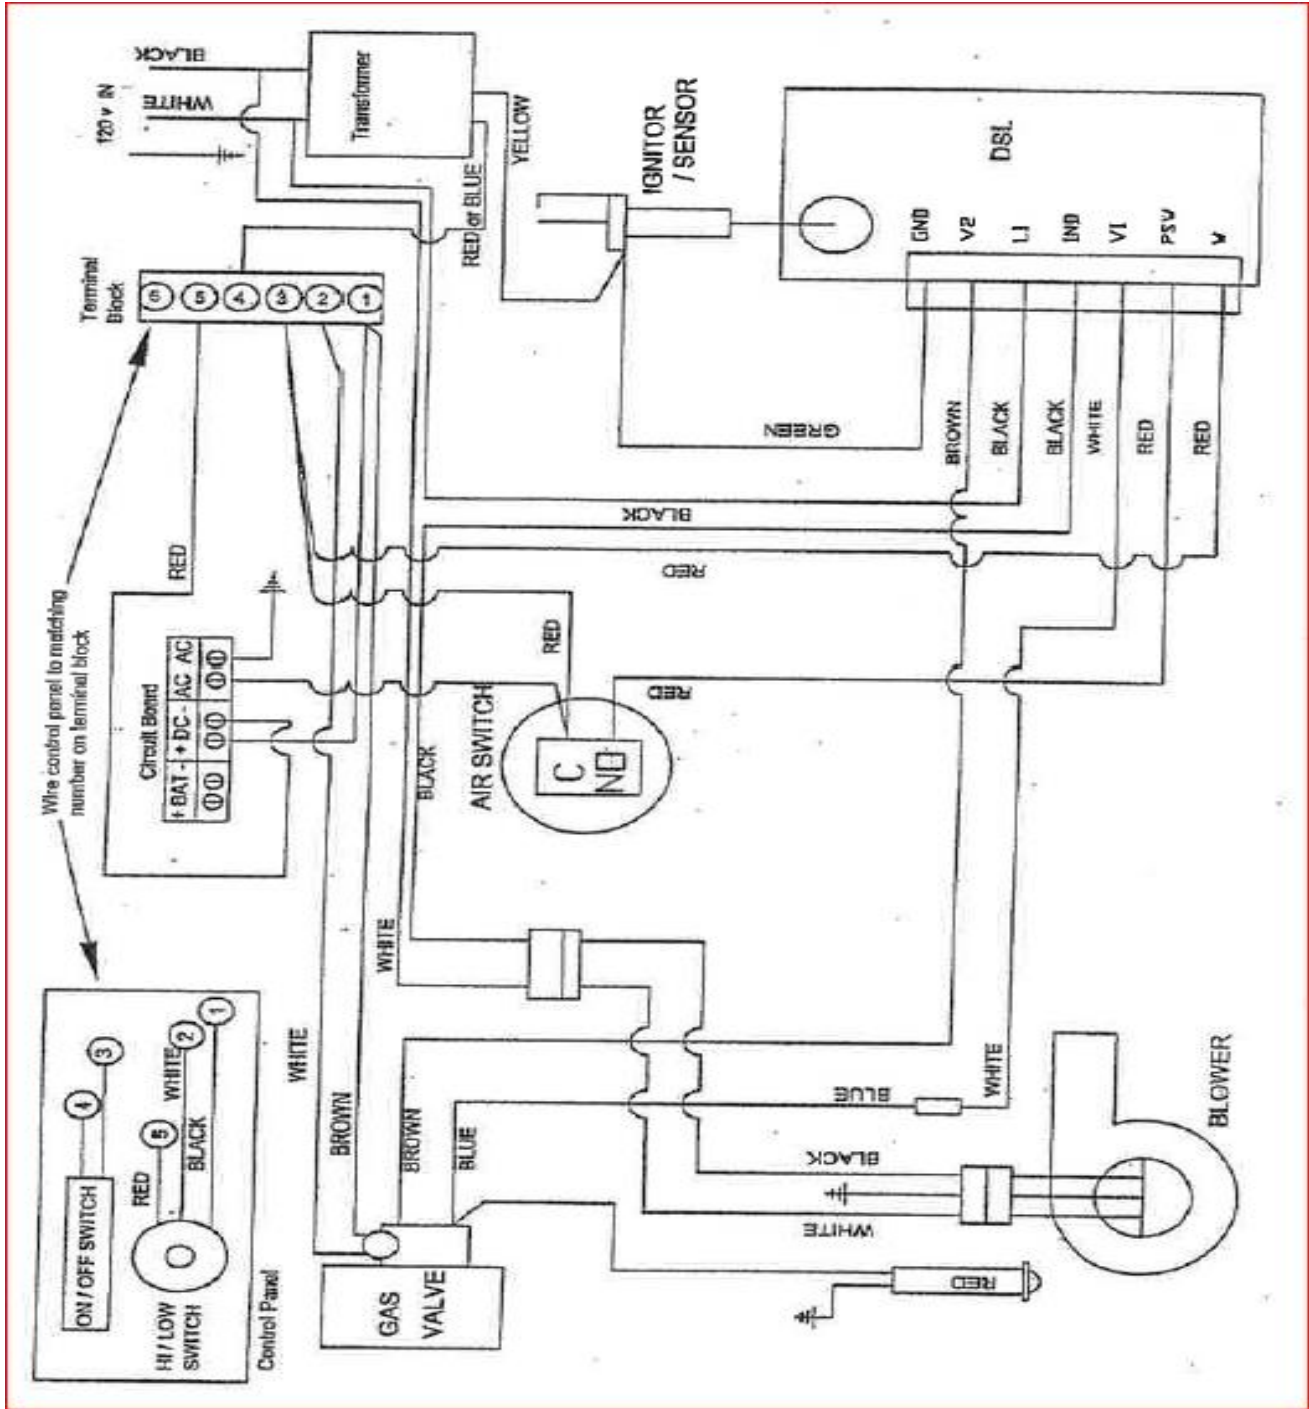 Wire control panel to matching
number on terminal block
Terminal
Block
6
5
4
3
2
1
120 v IN
BLACK
WHITE
Transformer
RED or BLUE
YELLOW
IGNITOR
/ SENSOR
DSL
GND
V2
L1
IND
V1
PSW
W
GREEN
BROWN
BLACK
BLACK
WHITE
RED
RED
BLACK
RED
RED
Circuit Board
+ BAT -
+ DC -
AC
AC
RED
RED
AIR SWITCH
C
NO
BLACK
WHITE
WHITE
BROWN
BROWN
BLUE
BLUE
WHITE
BLACK
WHITE
BLOWER
RED
GAS
VALVE
ON / OFF SWITCH
4
3
HI / LOW
SWITCH
RED
5
WHITE
2
BLACK
1
Control Panel